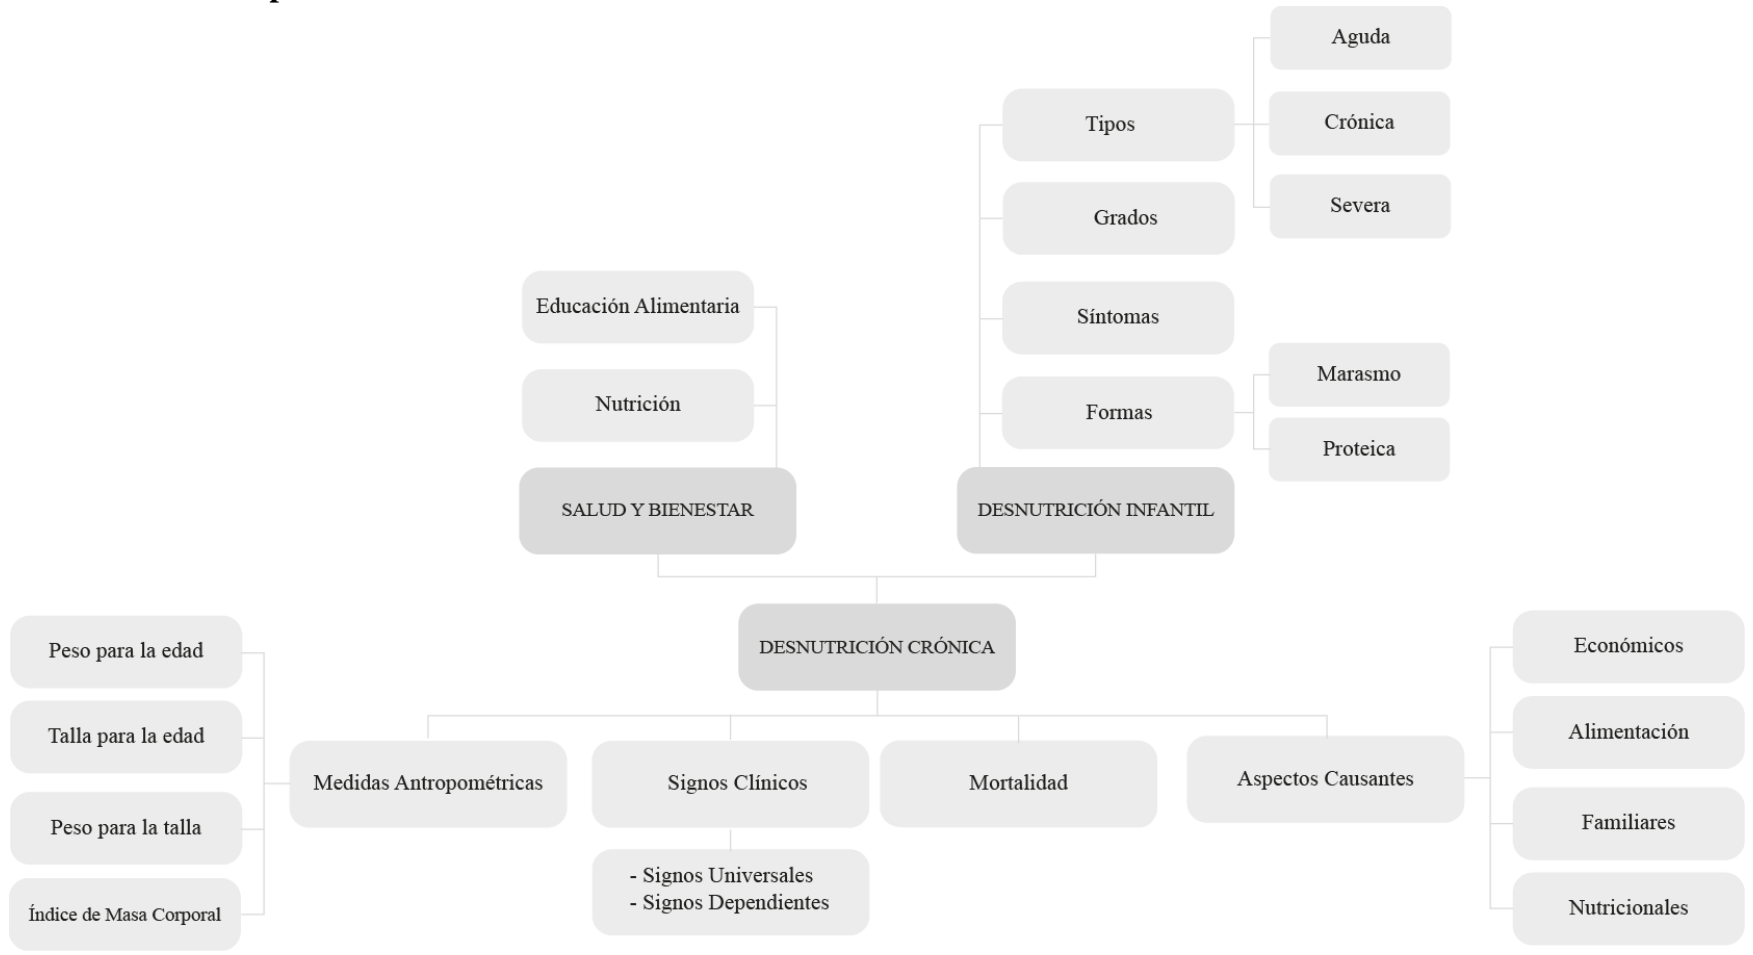 Aguda
Tipos
Crónica
Severa
Grados
Educación Alimentaria
Síntomas
Nutrición
Marasmo
Formas
Proteica
SALUD Y BIENESTAR
DESNUTRICIÓN INFANTIL
DESNUTRICIÓN CRÓNICA
Peso para la edad
Talla para la edad
Peso para la talla
Índice de Masa Corporal
Medidas Antropométricas
Signos Clínicos
- Signos Universales
- Signos Dependientes
Mortalidad
Aspectos Causantes
Económicos
Alimentación
Familiares
Nutricionales